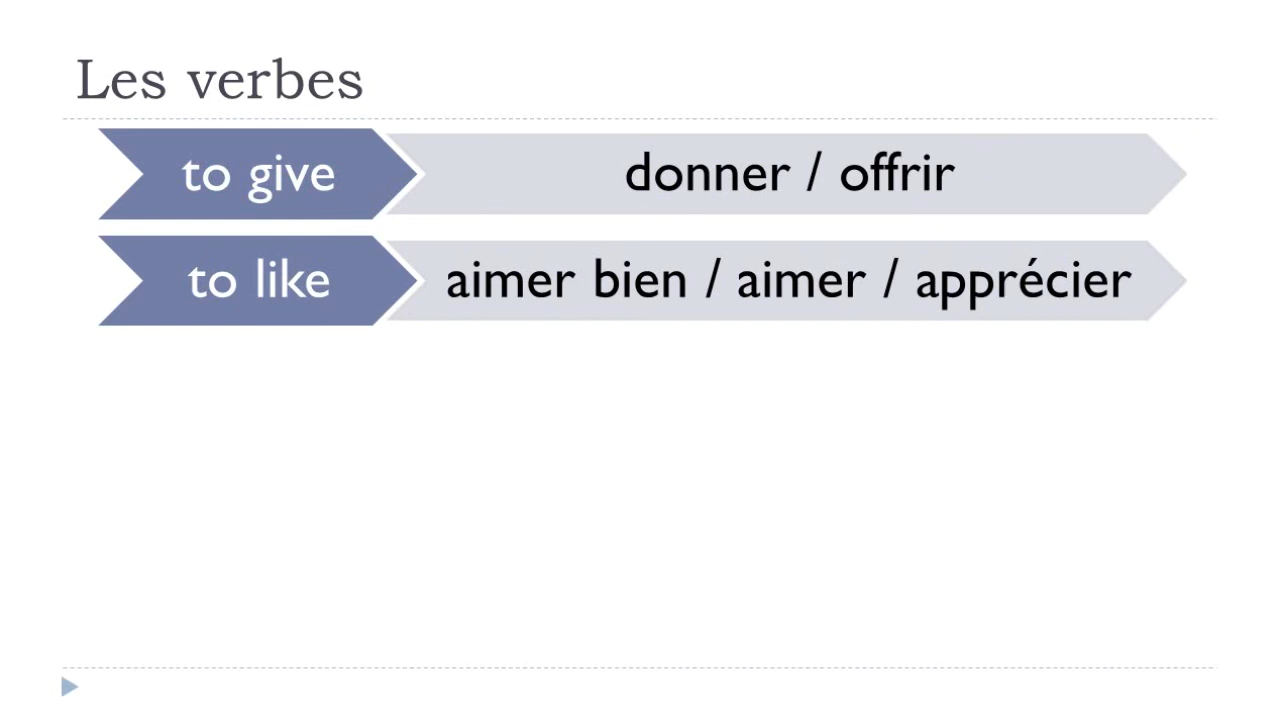 Les verbes
to give donner / offrir
to like aimer bien / aimer / apprécier